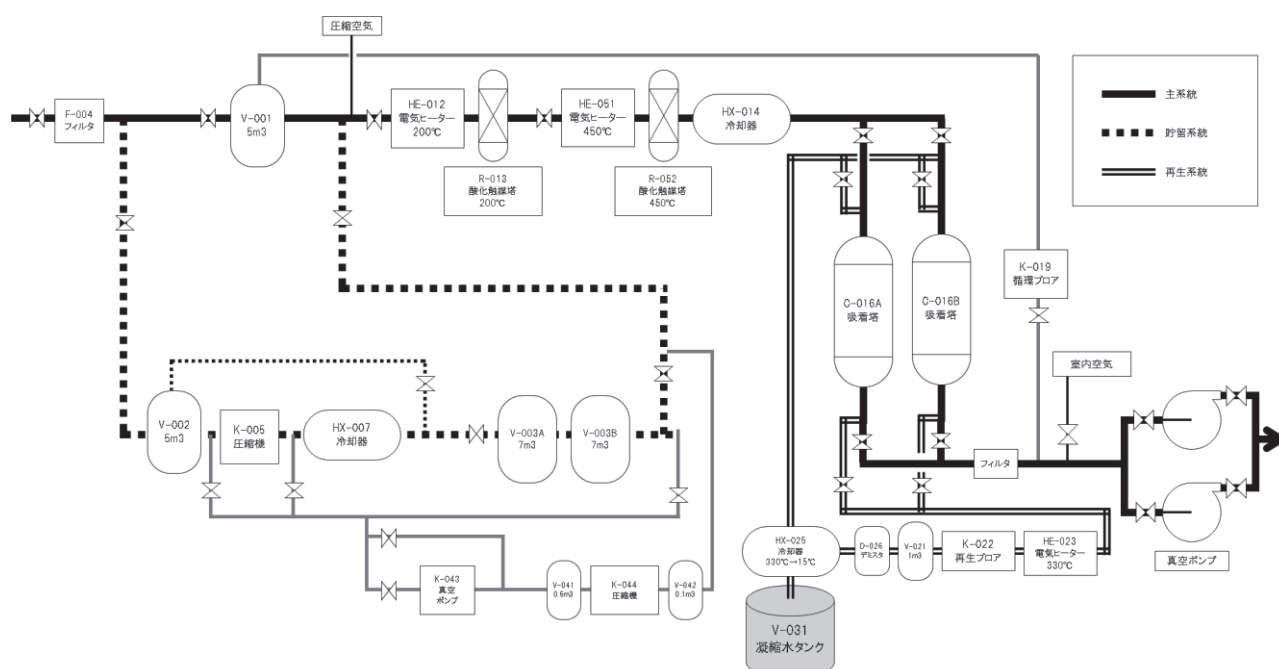 圧縮空気
F-004
フィルタ
V-001
5m3
HE-012
電気ヒーター
200℃
HE-051
電気ヒーター
450℃
HX-014
冷却器
R-013
酸化触媒塔
200℃
R-052
酸化触媒塔
450℃
主系統
貯留系統
再生系統
K-019
循環ブロア
C-016A
吸着塔
C-016B
吸着塔
室内空気
V-002
5m3
K-005
圧縮機
HX-007
冷却器
V-003A
7m3
V-003B
7m3
フィルタ
真空ポンプ
HX-025
冷却器
330℃→15℃
D-026
デミスタ
V-021
1m3
K-022
再生ブロア
HE-023
電気ヒーター
330℃
K-043
真空
ポンプ
V-041
0.6m3
K-044
圧縮機
V-042
0.1m3
V-031
凝縮水タンク